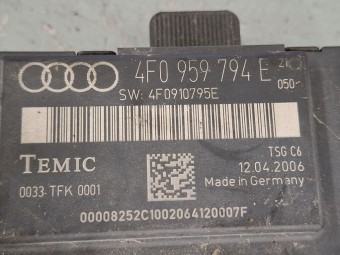 4F0 959 794 E
050-
SW: 4F0910795E
TEMIC
TSG C6
12.04.2006
0033-TFK 0001
Made in Germany
00008252C1002064120007F